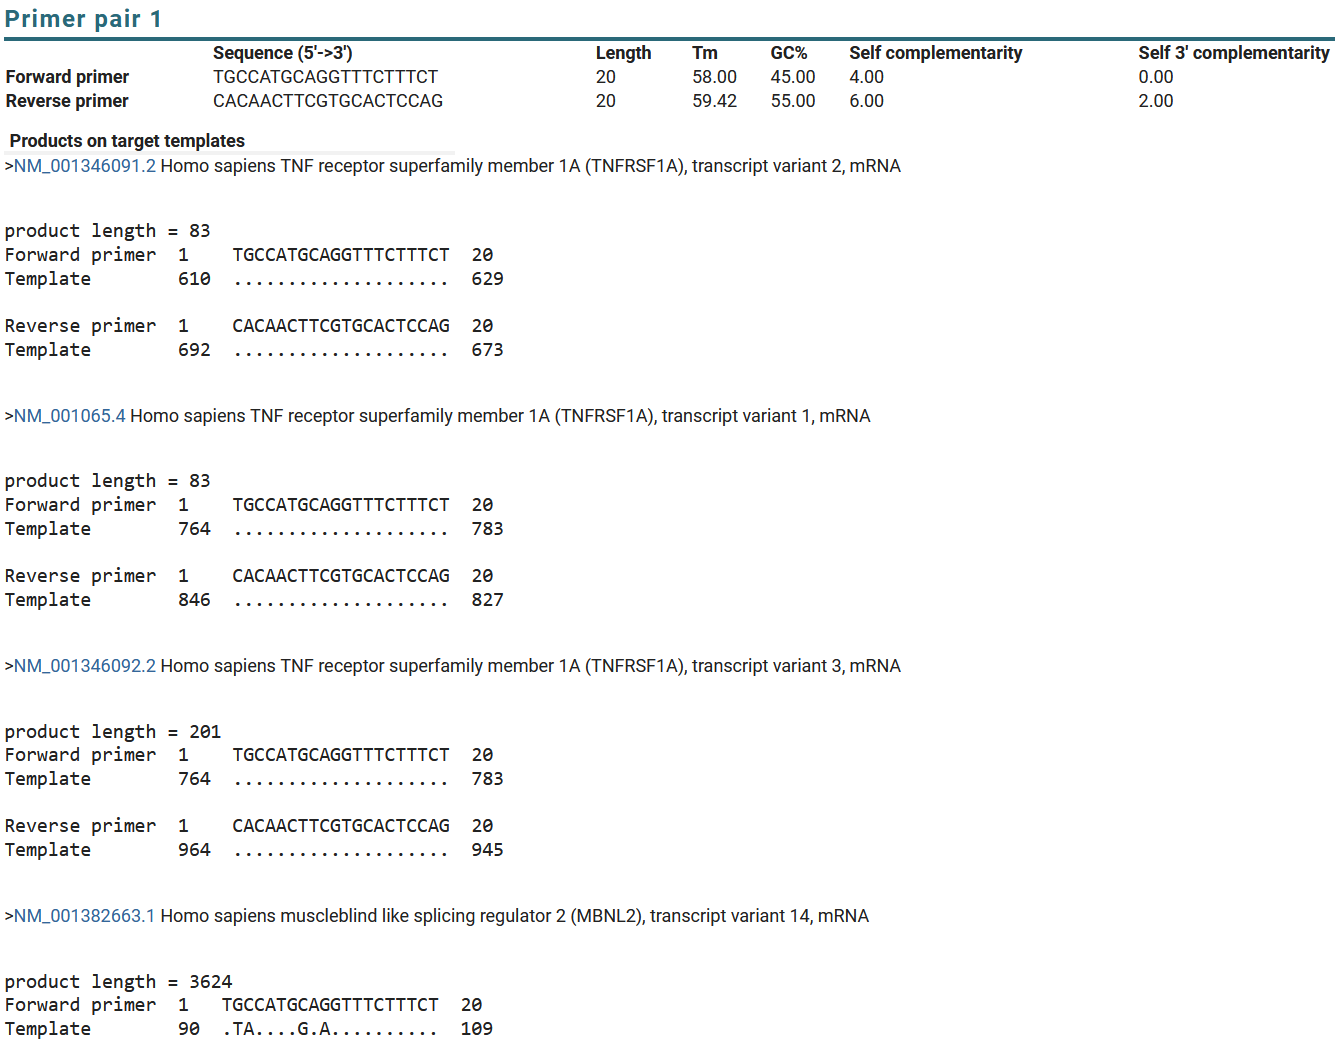 Primer pair 1
Sequence (5'->3') Length Tm GC% Self complementarity Self 3' complementarity
Forward primer TGCCATGCAGGTTTCTTTCT 20 58.00 45.00 4.00 0.00
Reverse primer CACAACTTCGTGCACTCCAG 20 59.42 55.00 6.00 2.00
Products on target templates
>NM_001346091.2 Homo sapiens TNF receptor superfamily member 1A (TNFRSF1A), transcript variant 2, mRNA
product length = 83
Forward primer 1 TGCCATGCAGGTTTCTTTCT 20
Template 610 .................... 629
Reverse primer 1 CACAACTTCGTGCACTCCAG 20
Template 692 .................... 673
>NM_001065.4 Homo sapiens TNF receptor superfamily member 1A (TNFRSF1A), transcript variant 1, mRNA
product length = 83
Forward primer 1 TGCCATGCAGGTTTCTTTCT 20
Template 764 .................... 783
Reverse primer 1 CACAACTTCGTGCACTCCAG 20
Template 846 .................... 827
>NM_001346092.2 Homo sapiens TNF receptor superfamily member 1A (TNFRSF1A), transcript variant 3, mRNA
product length = 201
Forward primer 1 TGCCATGCAGGTTTCTTTCT 20
Template 764 .................... 783
Reverse primer 1 CACAACTTCGTGCACTCCAG 20
Template 964 .................... 945
>NM_001382663.1 Homo sapiens muscleblind like splicing regulator 2 (MBNL2), transcript variant 14, mRNA
product length = 3624
Forward primer 1 TGCCATGCAGGTTTCTTTCT 20
Template 90 .TA....G.A.......... 109